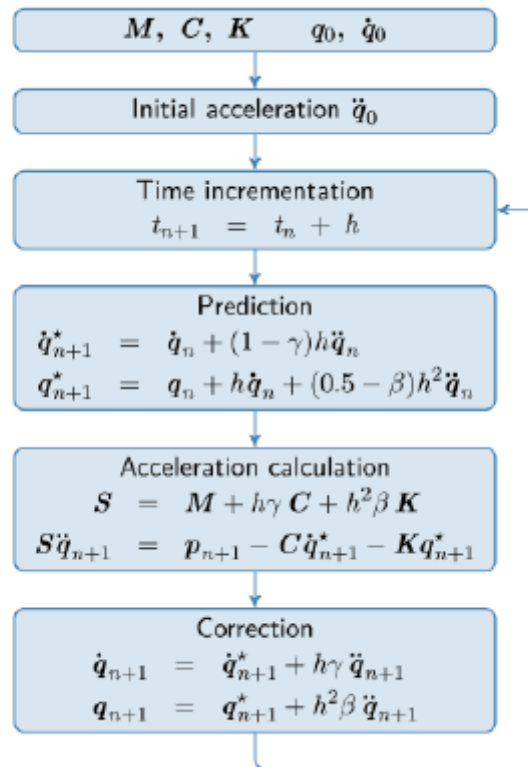 M, C, K q₀, q̇₀
Initial acceleration q̈₀
Time incrementation
tₙ₊₁ = tₙ + h
Prediction
q̇*ₙ₊₁ = q̇ₙ + (1 − γ)hq̈ₙ
q*ₙ₊₁ = qₙ + hq̇ₙ + (0.5 − β)h²q̈ₙ
Acceleration calculation
S = M + hγ C + h²β K
Sq̈ₙ₊₁ = pₙ₊₁ − Cq̇*ₙ₊₁ − Kq*ₙ₊₁
Correction
q̇ₙ₊₁ = q̇*ₙ₊₁ + hγ q̈ₙ₊₁
qₙ₊₁ = q*ₙ₊₁ + h²β q̈ₙ₊₁